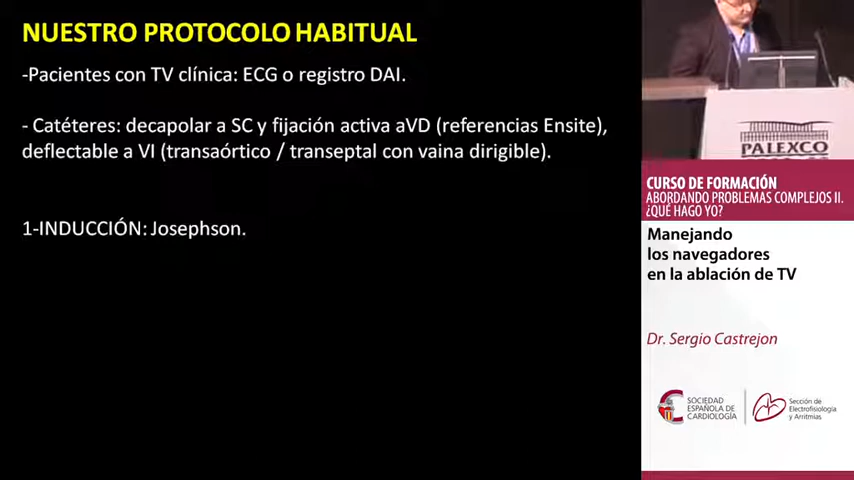 NUESTRO PROTOCOLO HABITUAL
-Pacientes con TV clínica: ECG o registro DAI.
- Catéteres: decapolar a SC y fijación activa aVD (referencias Ensite),
deflectable a VI (transaórtico / transeptal con vaina dirigible).
1-INDUCCIÓN: Josephson.
PALEXCO
CURSO DE FORMACIÓN
ABORDANDO PROBLEMAS COMPLEJOS II.
¿QUÉ HAGO YO?
Manejando
los navegadores
en la ablación de TV
Dr. Sergio Castrejon
SOCIEDAD
ESPAÑOLA DE
CARDIOLOGÍA
Sección de
Electrofisiología
y Arritmias